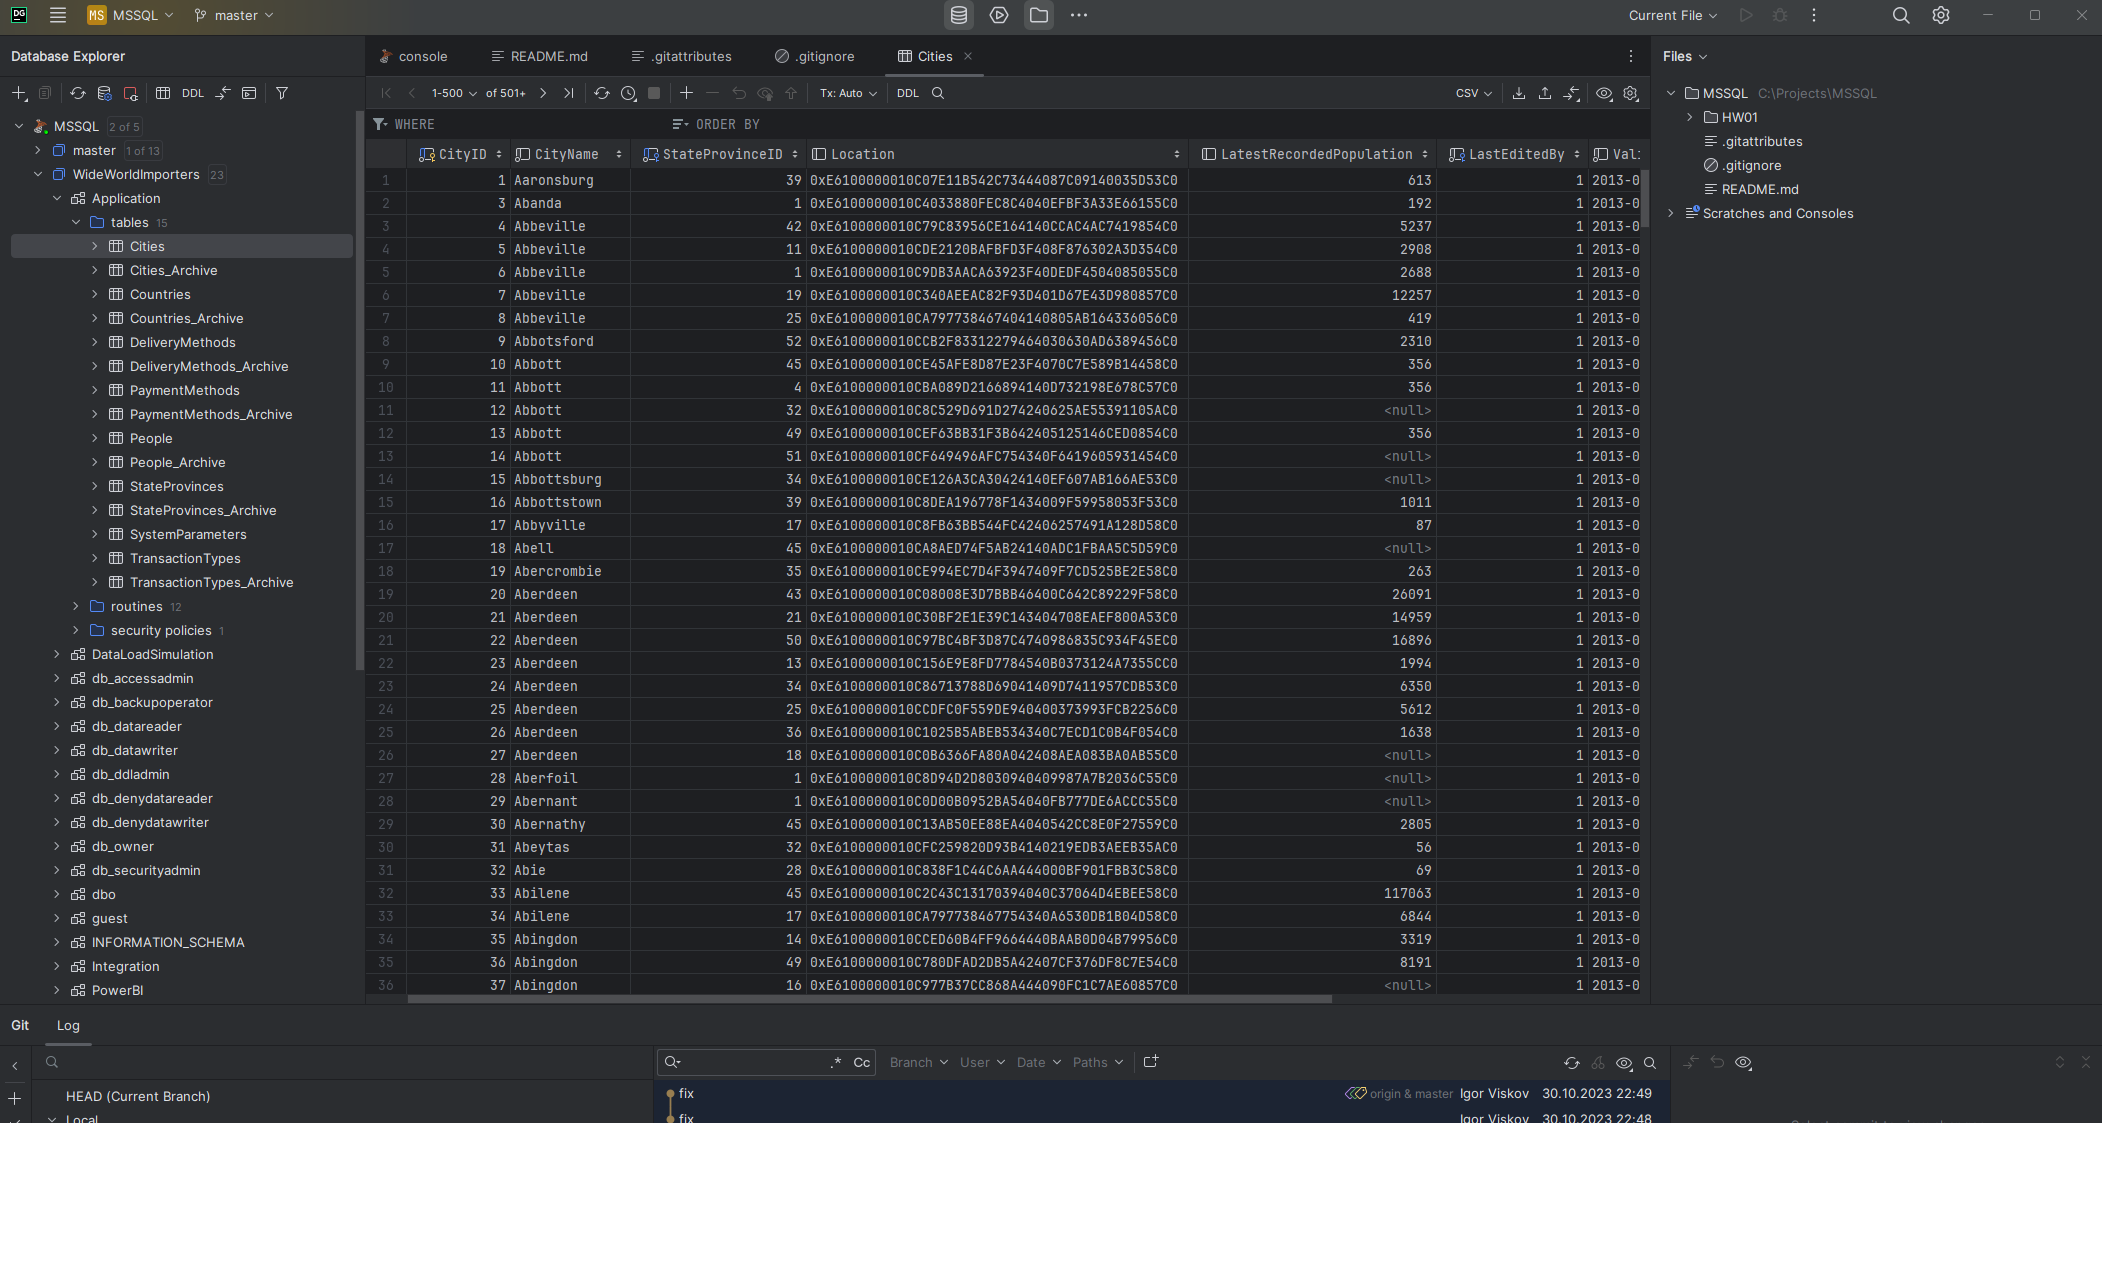 DG MS MSSQL master Current File
Database Explorer
DDL
MSSQL 2 of 5
master 1 of 13
WideWorldImporters 23
Application
tables 15
Cities
Cities_Archive
Countries
Countries_Archive
DeliveryMethods
DeliveryMethods_Archive
PaymentMethods
PaymentMethods_Archive
People
People_Archive
StateProvinces
StateProvinces_Archive
SystemParameters
TransactionTypes
TransactionTypes_Archive
routines 12
security policies 1
DataLoadSimulation
db_accessadmin
db_backupoperator
db_datareader
db_datawriter
db_ddladmin
db_denydatareader
db_denydatawriter
db_owner
db_securityadmin
dbo
guest
INFORMATION_SCHEMA
Integration
PowerBI
console README.md .gitattributes .gitignore Cities
1-500 of 501+ Tx: Auto DDL CSV
WHERE ORDER BY
CityID CityName StateProvinceID Location LatestRecordedPopulation LastEditedBy Vali
1 1 Aaronsburg 39 0xE6100000010C07E11B542C73444087C09140035D53C0 613 1 2013-0
2 3 Abanda 1 0xE6100000010C4033880FEC8C4040EFBF3A33E66155C0 192 1 2013-0
3 4 Abbeville 42 0xE6100000010C79C83956CE164140CCAC4AC7419854C0 5237 1 2013-0
4 5 Abbeville 11 0xE6100000010CDE2120BAFBFD3F408F876302A3D354C0 2908 1 2013-0
5 6 Abbeville 1 0xE6100000010C9DB3AACA63923F40DEDF4504085055C0 2688 1 2013-0
6 7 Abbeville 19 0xE6100000010C340AEEAC82F93D401D67E43D980857C0 12257 1 2013-0
7 8 Abbeville 25 0xE6100000010CA797738467404140805AB164336056C0 419 1 2013-0
8 9 Abbotsford 52 0xE6100000010CCB2F83312279464030630AD6389456C0 2310 1 2013-0
9 10 Abbott 45 0xE6100000010CE45AFE8D87E23F4070C7E589B14458C0 356 1 2013-0
10 11 Abbott 4 0xE6100000010CBA089D2166894140D732198E678C57C0 356 1 2013-0
11 12 Abbott 32 0xE6100000010C8C529D691D274240625AE55391105AC0 <null> 1 2013-0
12 13 Abbott 49 0xE6100000010CEF63BB31F3B642405125146CED0854C0 356 1 2013-0
13 14 Abbott 51 0xE6100000010CF649496AFC754340F6419605931454C0 <null> 1 2013-0
14 15 Abbottsburg 34 0xE6100000010CE126A3CA30424140EF607AB166AE53C0 <null> 1 2013-0
15 16 Abbottstown 39 0xE6100000010C8DEA196778F1434009F59958053F53C0 1011 1 2013-0
16 17 Abbyville 17 0xE6100000010C8FB63BB544FC42406257491A128D58C0 87 1 2013-0
17 18 Abell 45 0xE6100000010CA8AED74F5AB24140ADC1FBAA5C5D59C0 <null> 1 2013-0
18 19 Abercrombie 35 0xE6100000010CE994EC7D4F3947409F7CD525BE2E58C0 263 1 2013-0
19 20 Aberdeen 43 0xE6100000010C08008E3D7BBB46400C642C89229F58C0 26091 1 2013-0
20 21 Aberdeen 21 0xE6100000010C30BF2E1E39C143404708EAEF800A53C0 14959 1 2013-0
21 22 Aberdeen 50 0xE6100000010C97BC4BF3D87C4740986835C934F45EC0 16896 1 2013-0
22 23 Aberdeen 13 0xE6100000010C156E9E8FD7784540B0373124A7355CC0 1994 1 2013-0
23 24 Aberdeen 34 0xE6100000010C86713788D69041409D7411957CDB53C0 6350 1 2013-0
24 25 Aberdeen 25 0xE6100000010CCDFC0F559DE940400373993FCB2256C0 5612 1 2013-0
25 26 Aberdeen 36 0xE6100000010C1025B5ABEB534340C7ECD1C0B4F054C0 1638 1 2013-0
26 27 Aberdeen 18 0xE6100000010C0B6366FA80A042408AEA083BA0AB55C0 <null> 1 2013-0
27 28 Aberfoil 1 0xE6100000010C8D94D2D8030940409987A7B2036C55C0 <null> 1 2013-0
28 29 Abernant 1 0xE6100000010C0D00B0952BA54040FB777DE6ACCC55C0 <null> 1 2013-0
29 30 Abernathy 45 0xE6100000010C13AB50EE88EA4040542CC8E0F27559C0 2805 1 2013-0
30 31 Abeytas 32 0xE6100000010CFC259820D93B4140219EDB3AEEB35AC0 56 1 2013-0
31 32 Abie 28 0xE6100000010C838F1C44C6AA444000BF901FBB3C58C0 69 1 2013-0
32 33 Abilene 45 0xE6100000010C2C43C13170394040C37064D4EBEE58C0 117063 1 2013-0
33 34 Abilene 17 0xE6100000010CA797738467754340A6530DB1B04D58C0 6844 1 2013-0
34 35 Abingdon 14 0xE6100000010CCED60B4FF9664440BAAB0D04B79956C0 3319 1 2013-0
35 36 Abingdon 49 0xE6100000010C780DFAD2DB5A42407CF376DF8C7E54C0 8191 1 2013-0
36 37 Abingdon 16 0xE6100000010C977B37CC868A444090FC1C7AE60857C0 <null> 1 2013-0
Files
MSSQL C:\Projects\MSSQL
HW01
.gitattributes
.gitignore
README.md
Scratches and Consoles
Git Log
.* Cc Branch User Date Paths
HEAD (Current Branch)
Local
fix origin & master Igor Viskov 30.10.2023 22:49
fix Igor Viskov 30.10.2023 22:48